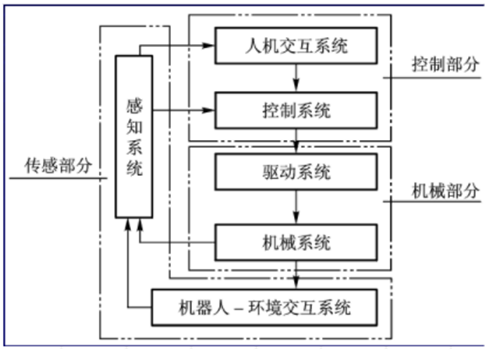 人机交互系统
控制部分
控制系统
感知系统
传感部分
驱动系统
机械部分
机械系统
机器人－环境交互系统